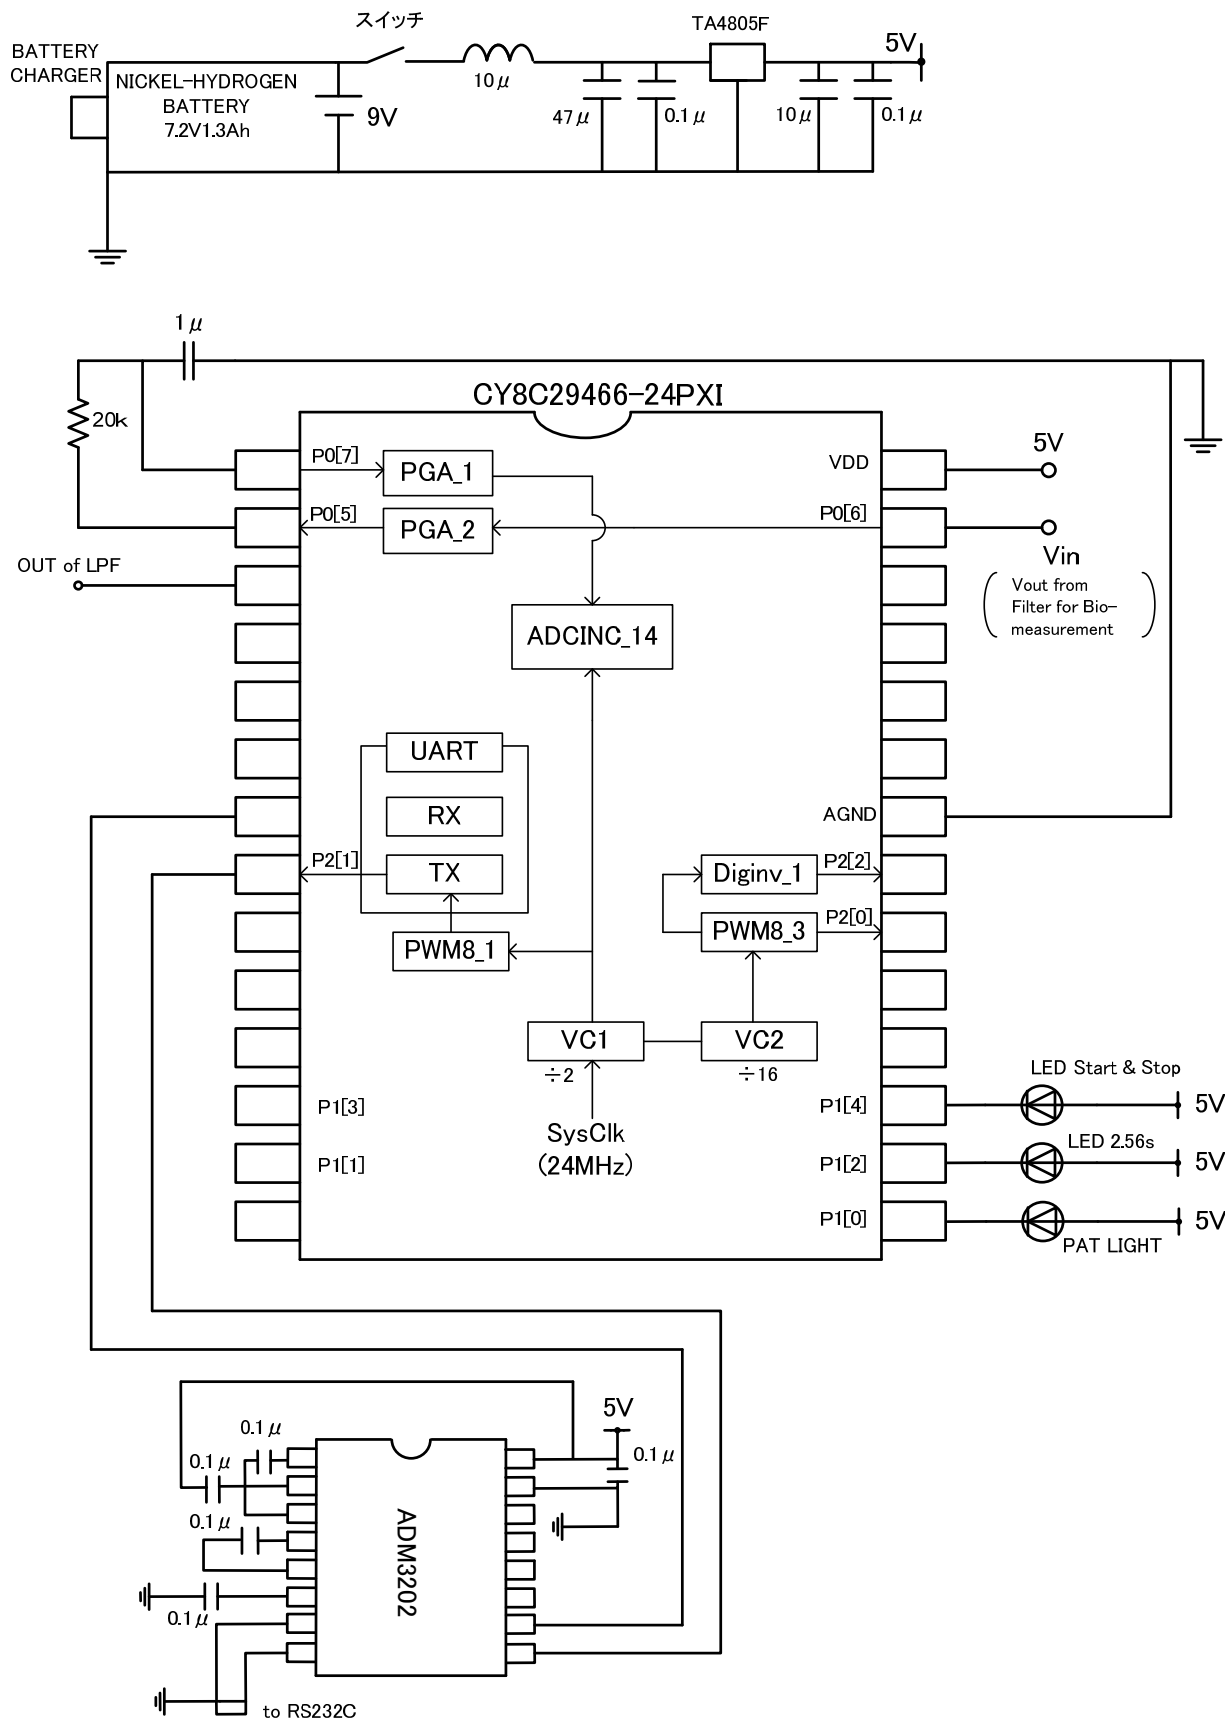 スイッチ
TA4805F
5V
BATTERY
CHARGER
NICKEL-HYDROGEN
BATTERY
7.2V1.3Ah
9V
10μ
47μ
0.1μ
10μ
0.1μ
1μ
20k
CY8C29466-24PXI
P0[7]
PGA_1
VDD
5V
P0[5]
PGA_2
P0[6]
OUT of LPF
Vin
Vout from
Filter for Bio-
measurement
ADCINC_14
UART
RX
AGND
P2[1]
TX
Diginv_1
P2[2]
PWM8_1
PWM8_3
P2[0]
VC1
÷2
VC2
÷16
SysClk
(24MHz)
P1[3]
P1[1]
P1[4]
LED Start & Stop
5V
P1[2]
LED 2.56s
5V
P1[0]
PAT LIGHT
5V
0.1μ
0.1μ
0.1μ
0.1μ
5V
0.1μ
ADM3202
to RS232C